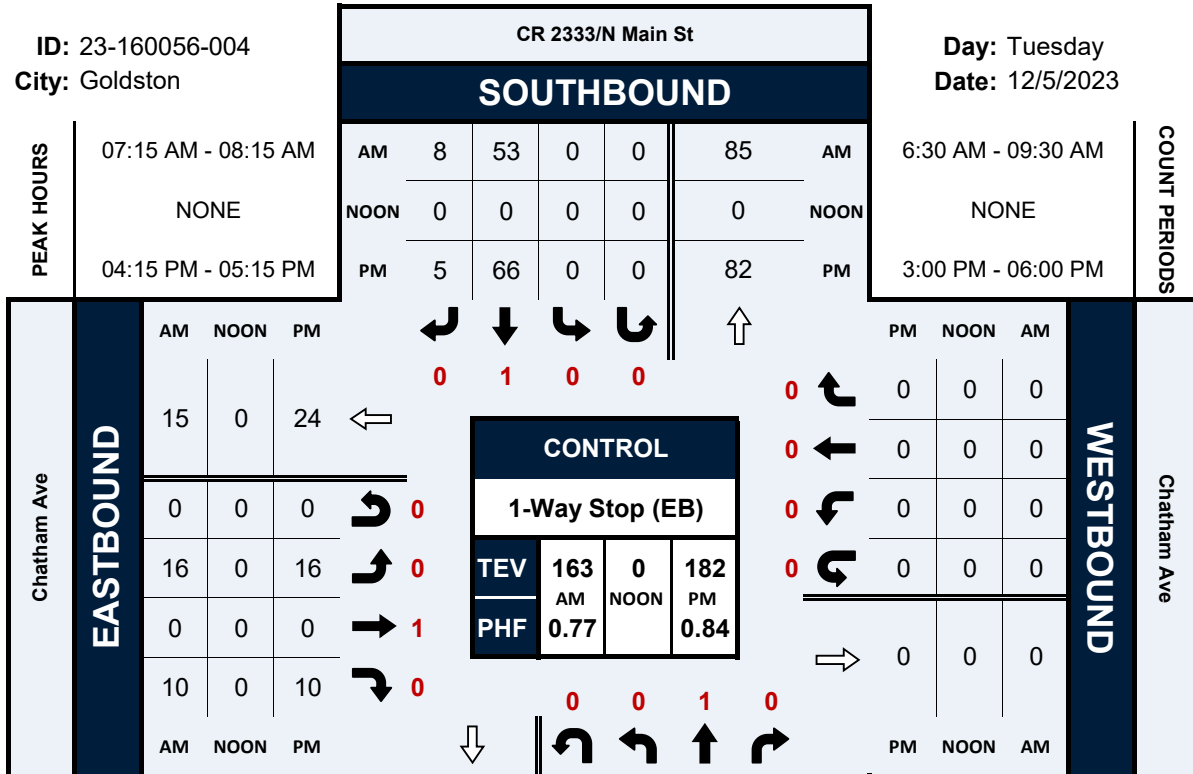 ID: 23-160056-004
City: Goldston
CR 2333/N Main St
SOUTHBOUND
Day: Tuesday
Date: 12/5/2023
PEAK HOURS
07:15 AM - 08:15 AM
NONE
04:15 PM - 05:15 PM
AM 8 53 0 0 85 AM
NOON 0 0 0 0 0 NOON
PM 5 66 0 0 82 PM
6:30 AM - 09:30 AM
NONE
3:00 PM - 06:00 PM
COUNT PERIODS
0 1 0 0
Chatham Ave
EASTBOUND
AM NOON PM
15 0 24
0 0 0 0
16 0 16 0
0 0 0 1
10 0 10 0
AM NOON PM
CONTROL
1-Way Stop (EB)
TEV 163 0 182
AM NOON PM
PHF 0.77 0.84
PM NOON AM
0 0 0 0
0 0 0 0
0 0 0 0
0 0 0 0
0 0 0
PM NOON AM
WESTBOUND
Chatham Ave
0 0 1 0